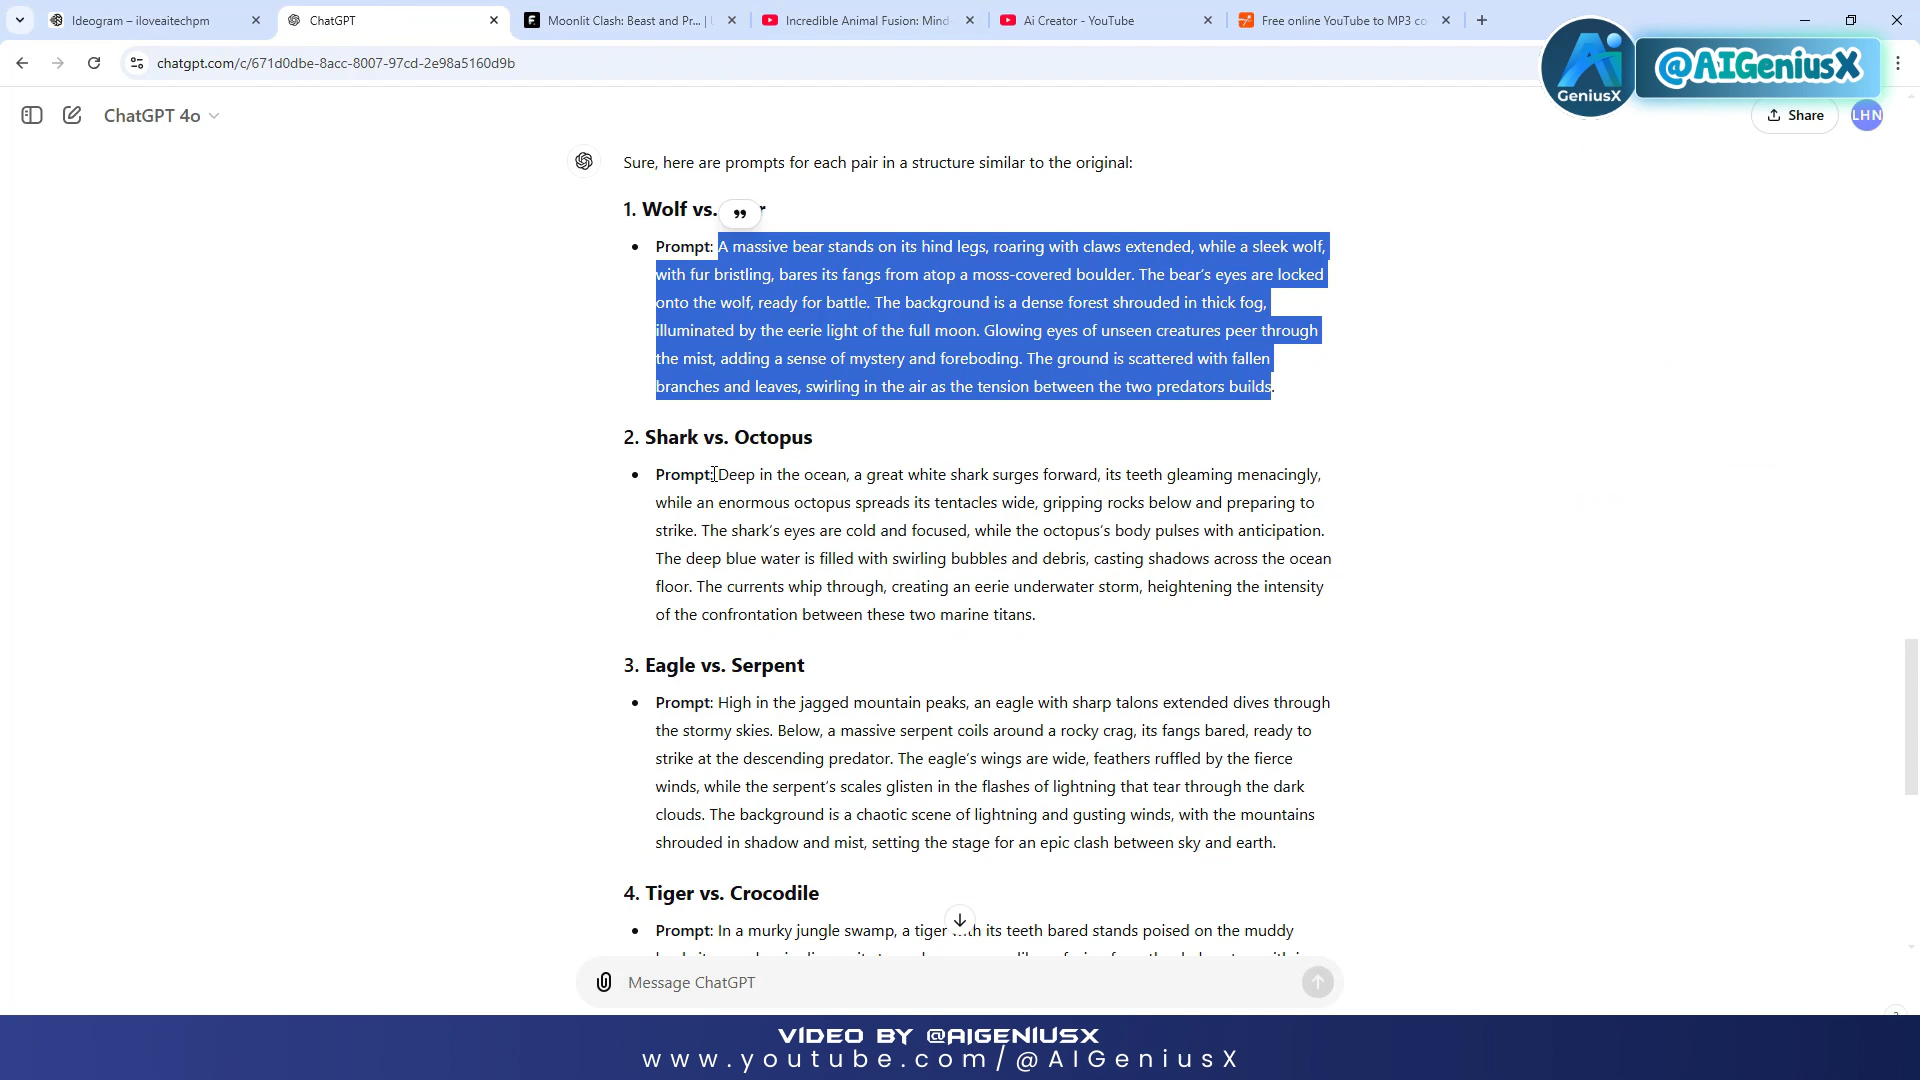 Ideogram – iloveaitechpm
ChatGPT
Moonlit Clash: Beast and Pr... |
Incredible Animal Fusion: Mind-
Ai Creator - YouTube
Free online YouTube to MP3 co
chatgpt.com/c/671d0dbe-8acc-8007-97cd-2e98a5160d9b
Ai
GeniusX
@AIGeniusX
ChatGPT 4o
Share
LHN
Sure, here are prompts for each pair in a structure similar to the original:
1. Wolf vs.
• Prompt: A massive bear stands on its hind legs, roaring with claws extended, while a sleek wolf,
with fur bristling, bares its fangs from atop a moss-covered boulder. The bear's eyes are locked
onto the wolf, ready for battle. The background is a dense forest shrouded in thick fog,
illuminated by the eerie light of the full moon. Glowing eyes of unseen creatures peer through
the mist, adding a sense of mystery and foreboding. The ground is scattered with fallen
branches and leaves, swirling in the air as the tension between the two predators builds.
2. Shark vs. Octopus
• Prompt: Deep in the ocean, a great white shark surges forward, its teeth gleaming menacingly,
while an enormous octopus spreads its tentacles wide, gripping rocks below and preparing to
strike. The shark's eyes are cold and focused, while the octopus's body pulses with anticipation.
The deep blue water is filled with swirling bubbles and debris, casting shadows across the ocean
floor. The currents whip through, creating an eerie underwater storm, heightening the intensity
of the confrontation between these two marine titans.
3. Eagle vs. Serpent
• Prompt: High in the jagged mountain peaks, an eagle with sharp talons extended dives through
the stormy skies. Below, a massive serpent coils around a rocky crag, its fangs bared, ready to
strike at the descending predator. The eagle's wings are wide, feathers ruffled by the fierce
winds, while the serpent's scales glisten in the flashes of lightning that tear through the dark
clouds. The background is a chaotic scene of lightning and gusting winds, with the mountains
shrouded in shadow and mist, setting the stage for an epic clash between sky and earth.
4. Tiger vs. Crocodile
• Prompt: In a murky jungle swamp, a tiger with its teeth bared stands poised on the muddy
Message ChatGPT
VIDEO BY @AIGENIUSX
www.youtube.com/@AIGeniusX